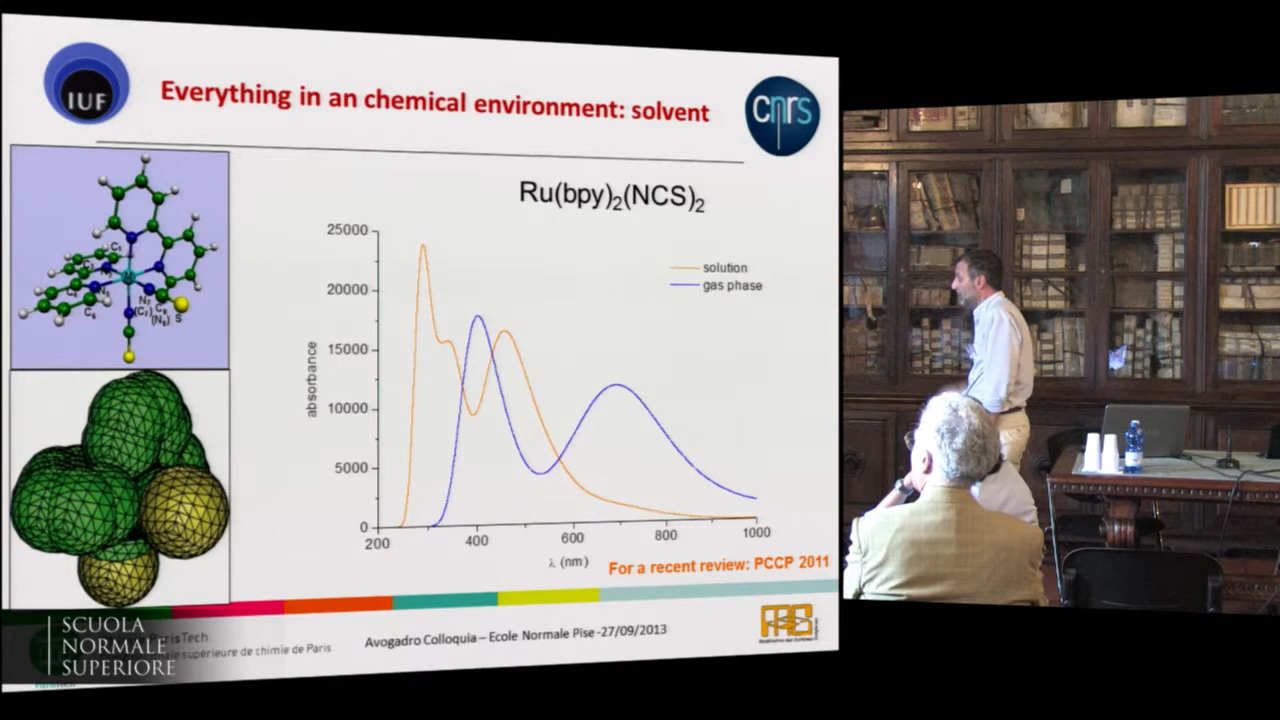 IUF
Everything in an chemical environment: solvent
cnrs
Ru(bpy)₂(NCS)₂
25000
20000
15000
10000
5000
0
absorbance
200
400
600
800
1000
λ (nm)
solution
gas phase
For a recent review: PCCP 2011
S
SCUOLA
NORMALE
SUPERIORE
ParisTech
ale supérieure de chimie de Paris
Avogadro Colloquia – Ecole Normale Pise -27/09/2013